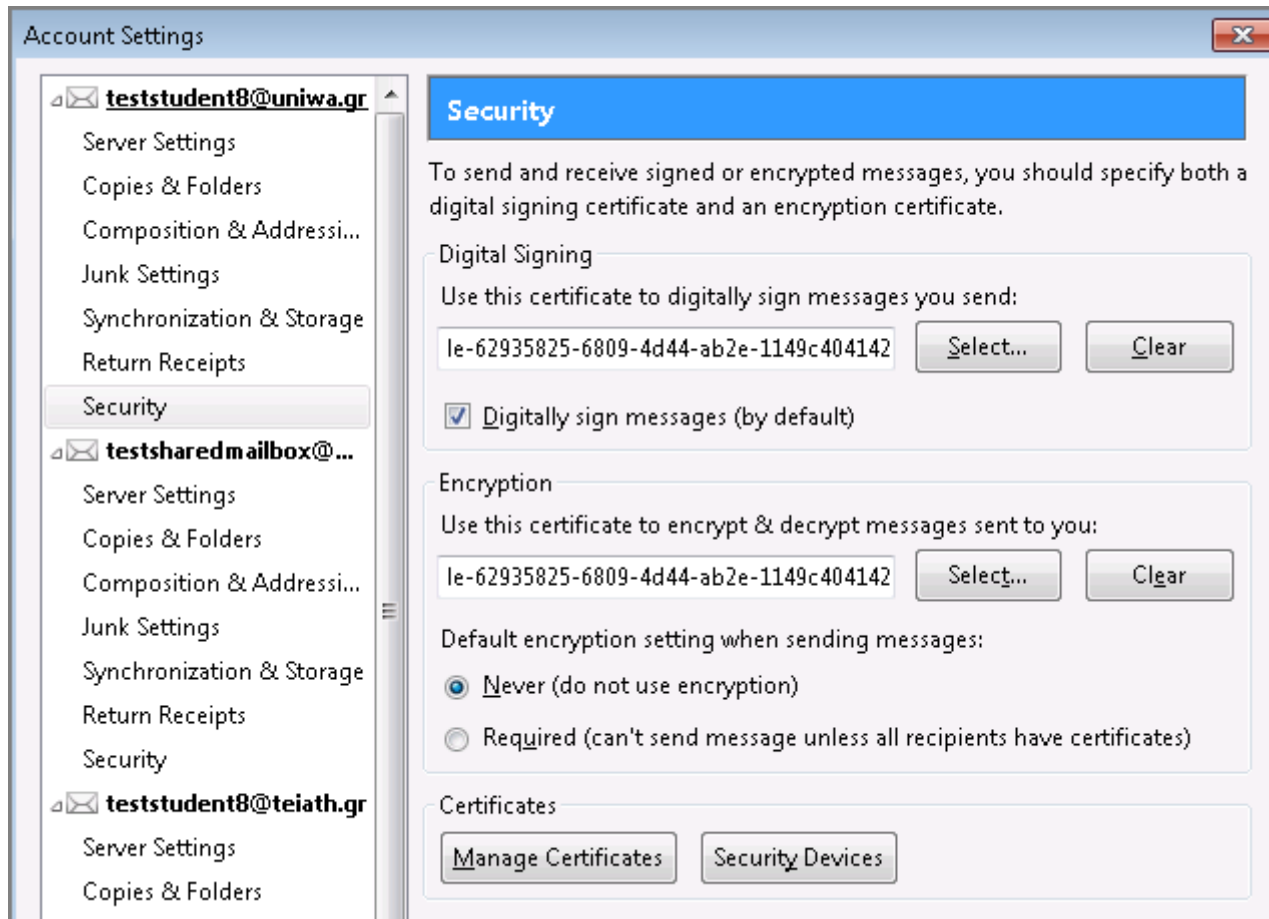 Account Settings
teststudent8@uniwa.gr
Server Settings
Copies & Folders
Composition & Addressi...
Junk Settings
Synchronization & Storage
Return Receipts
Security
testsharedmailbox@...
Server Settings
Copies & Folders
Composition & Addressi...
Junk Settings
Synchronization & Storage
Return Receipts
Security
teststudent8@teiath.gr
Server Settings
Copies & Folders
Security
To send and receive signed or encrypted messages, you should specify both a
digital signing certificate and an encryption certificate.
Digital Signing
Use this certificate to digitally sign messages you send:
le-62935825-6809-4d44-ab2e-1149c404142 Select... Clear
Digitally sign messages (by default)
Encryption
Use this certificate to encrypt & decrypt messages sent to you:
le-62935825-6809-4d44-ab2e-1149c404142 Select... Clear
Default encryption setting when sending messages:
Never (do not use encryption)
Required (can't send message unless all recipients have certificates)
Certificates
Manage Certificates Security Devices